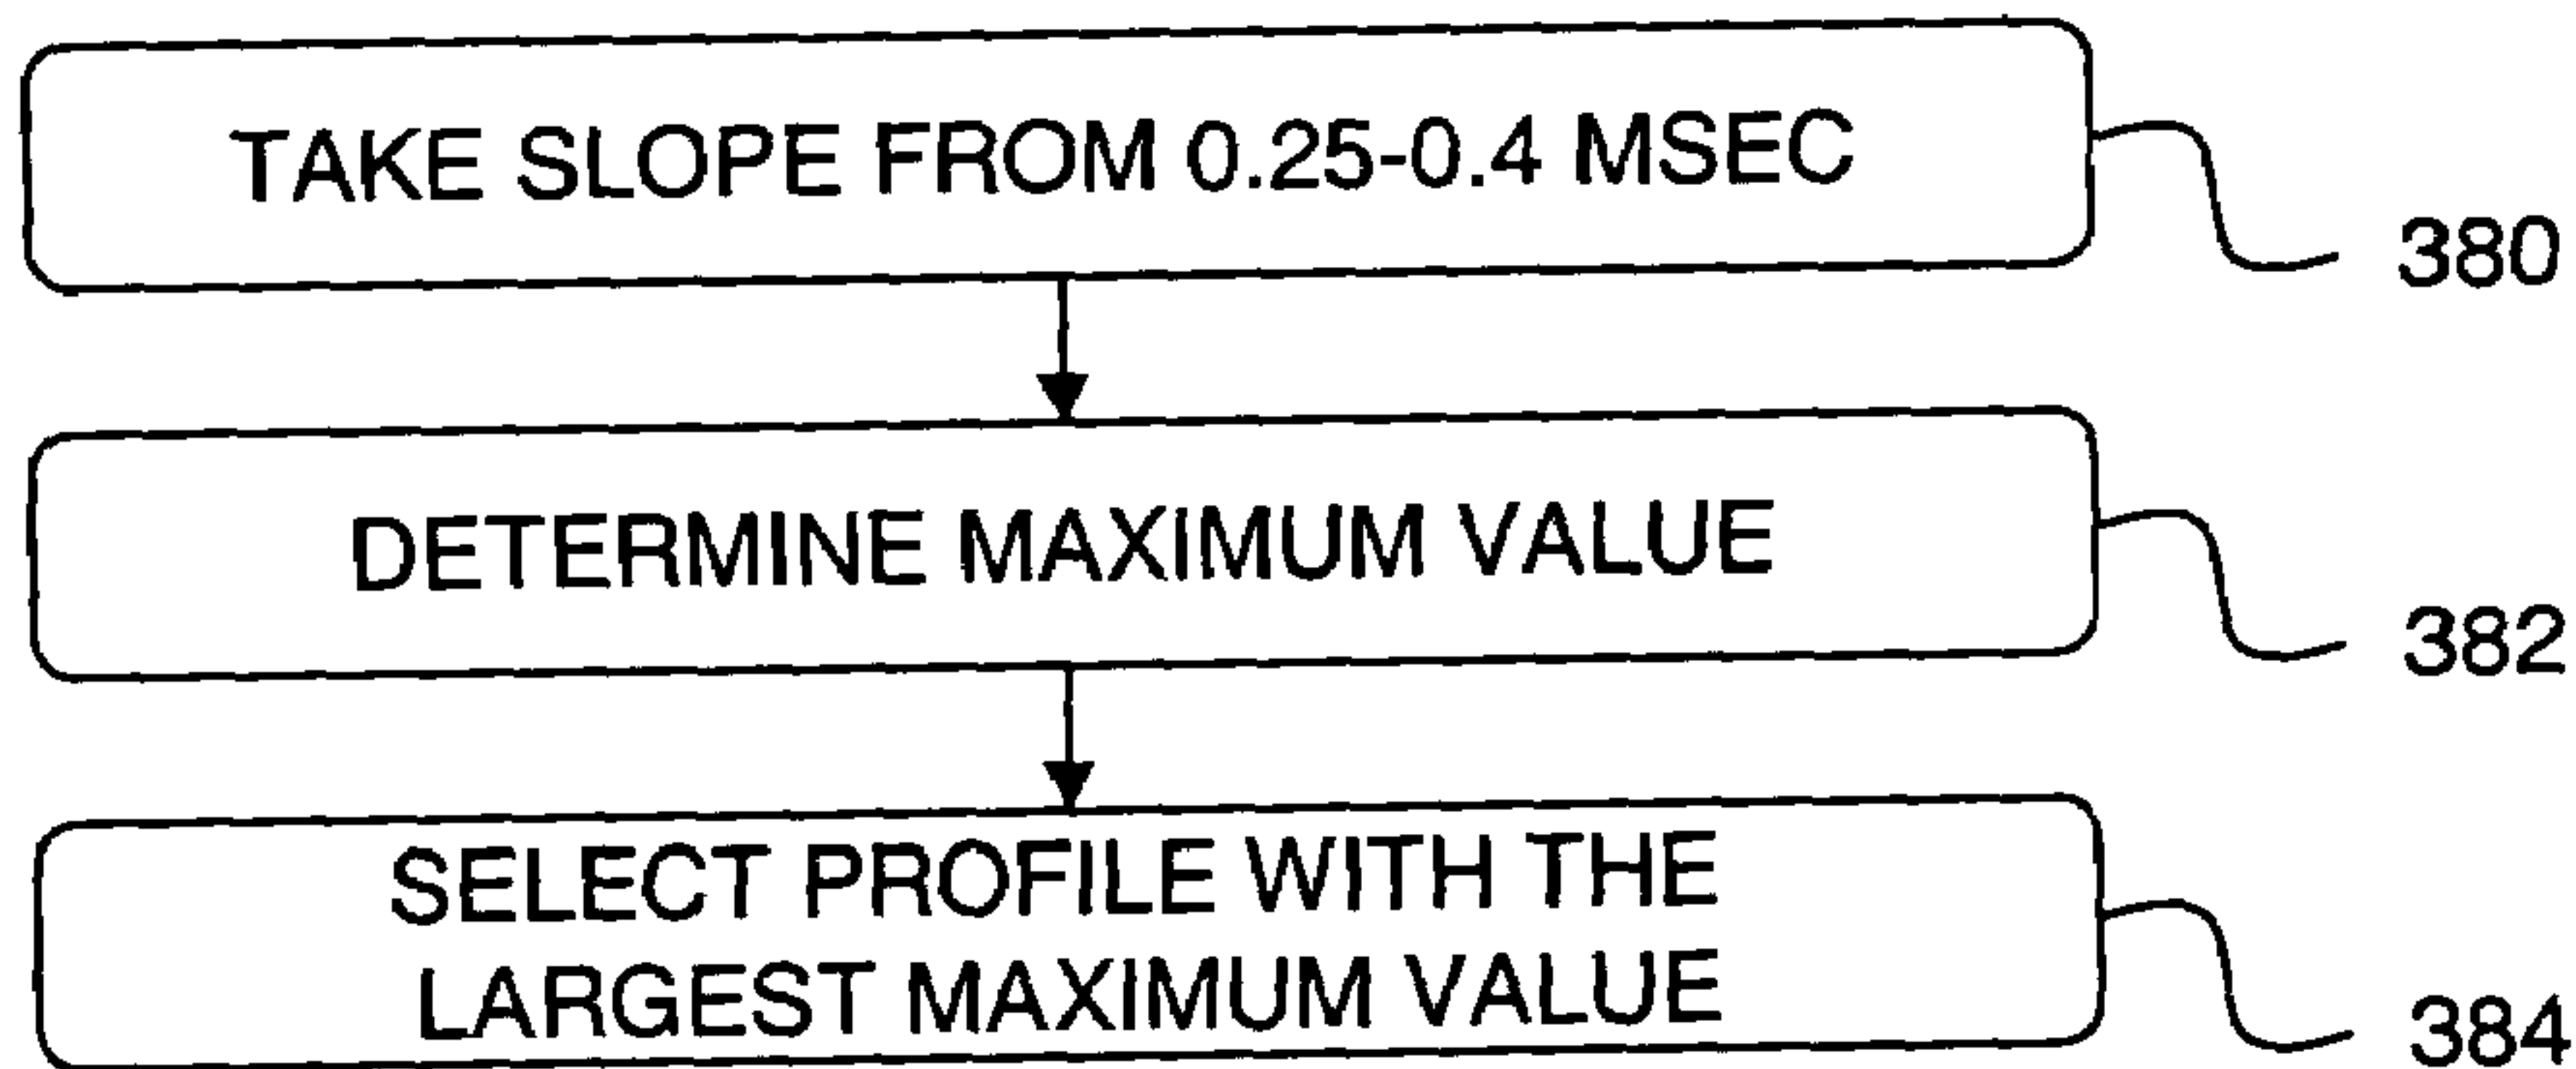 TAKE SLOPE FROM 0.25-0.4 MSEC
380
DETERMINE MAXIMUM VALUE
382
SELECT PROFILE WITH THE
LARGEST MAXIMUM VALUE
384